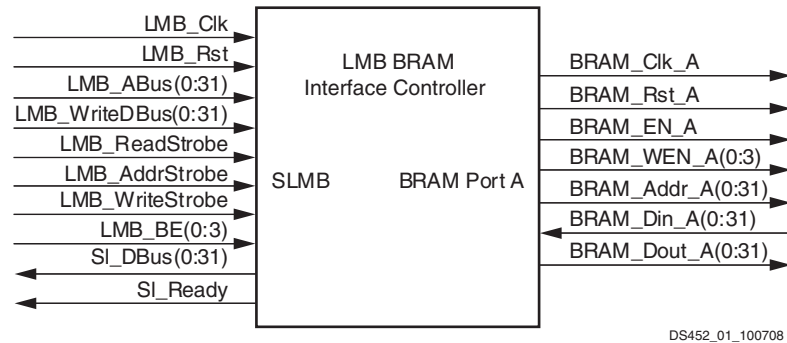 LMB_Clk
LMB_Rst
LMB_ABus(0:31)
LMB_WriteDBus(0:31)
LMB_ReadStrobe
LMB_AddrStrobe
LMB_WriteStrobe
LMB_BE(0:3)
Sl_DBus(0:31)
Sl_Ready
LMB BRAM
Interface Controller
SLMB
BRAM Port A
BRAM_Clk_A
BRAM_Rst_A
BRAM_EN_A
BRAM_WEN_A(0:3)
BRAM_Addr_A(0:31)
BRAM_Din_A(0:31)
BRAM_Dout_A(0:31)
DS452_01_100708